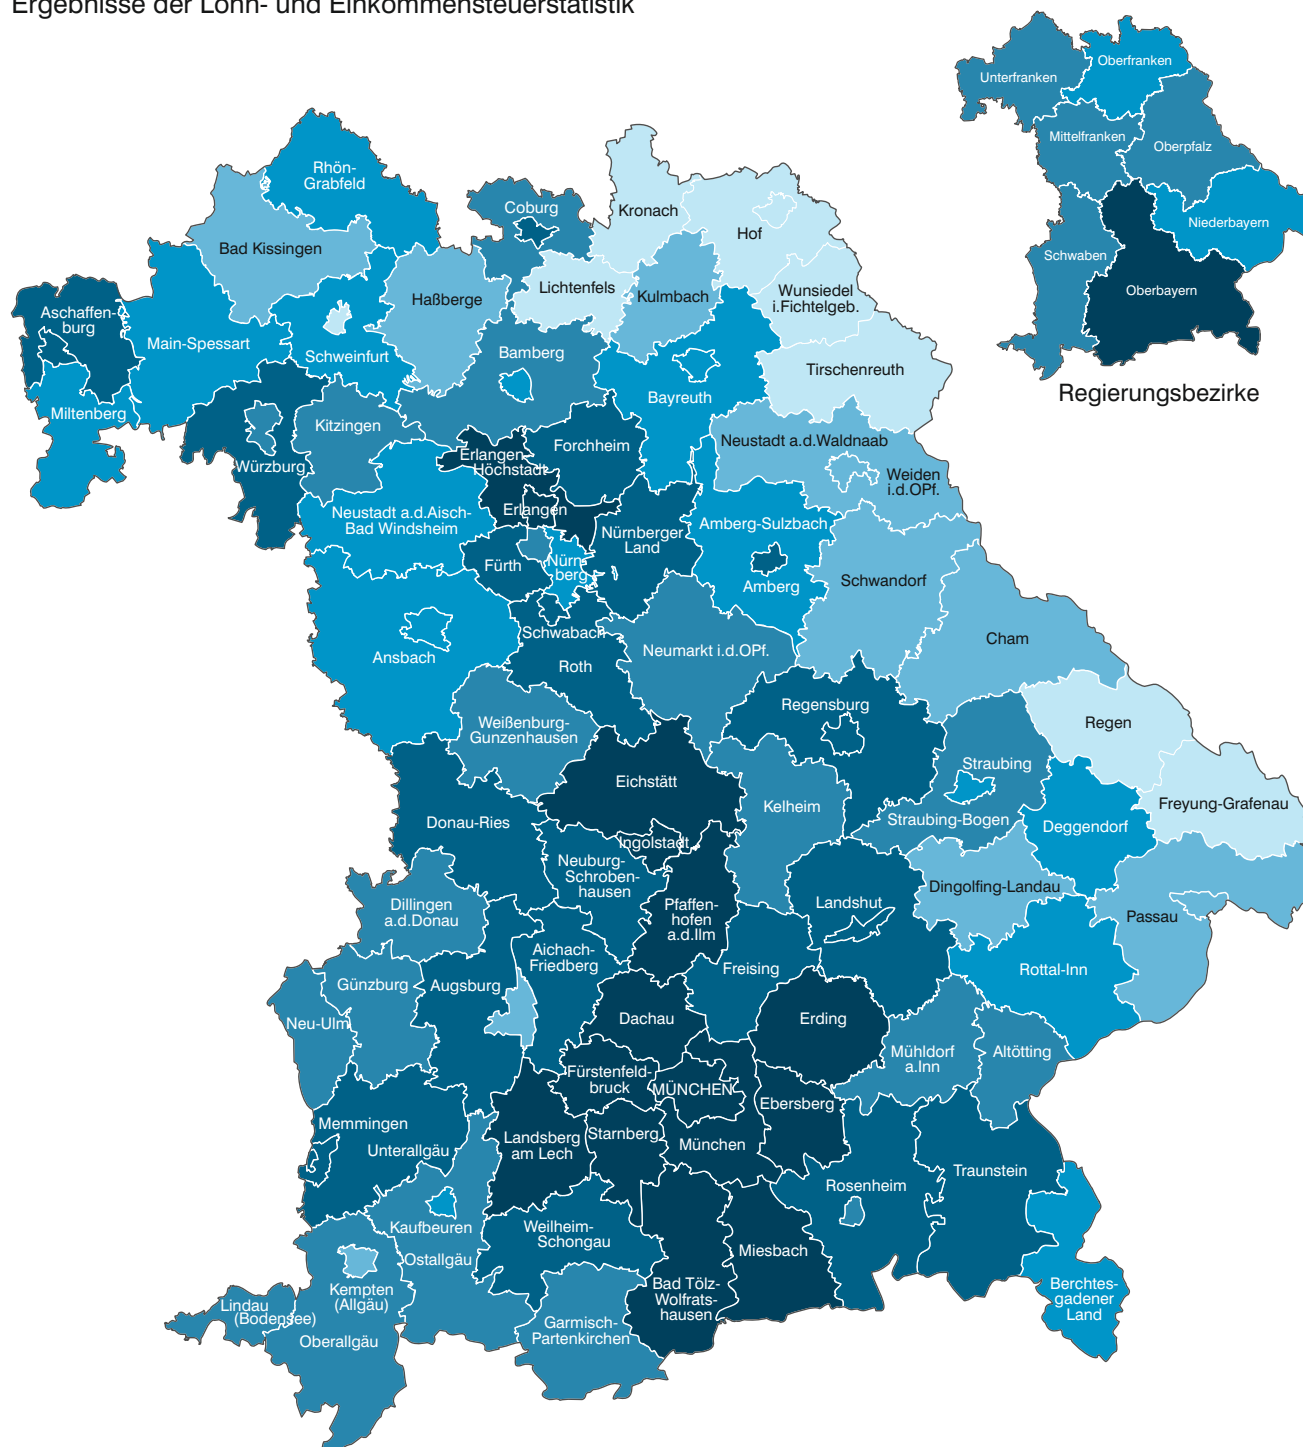 Ergebnisse der Lohn- und Einkommensteuerstatistik
Unterfranken
Oberfranken
Mittelfranken
Oberpfalz
Niederbayern
Schwaben
Oberbayern
Regierungsbezirke
Rhön-
Grabfeld
Bad Kissingen
Coburg
Kronach
Hof
Haßberge
Lichtenfels
Kulmbach
Wunsiedel
i.Fichtelgeb.
Aschaffen-
burg
Main-Spessart
Schweinfurt
Bamberg
Tirschenreuth
Miltenberg
Bayreuth
Kitzingen
Würzburg
Erlangen-
Höchstadt
Forchheim
Neustadt a.d.Waldnaab
Weiden
i.d.OPf.
Neustadt a.d.Aisch-
Bad Windsheim
Erlangen
Nürnberger
Land
Amberg-Sulzbach
Fürth
Nürn-
berg
Amberg
Schwandorf
Ansbach
Schwabach
Roth
Neumarkt i.d.OPf.
Cham
Weißenburg-
Gunzenhausen
Regensburg
Regen
Eichstätt
Straubing
Kelheim
Freyung-Grafenau
Donau-Ries
Straubing-Bogen
Deggendorf
Ingolstadt
Neuburg-
Schroben-
hausen
Dingolfing-Landau
Dillingen
a.d.Donau
Pfaffen-
hofen
a.d.Ilm
Landshut
Passau
Aichach-
Friedberg
Freising
Rottal-Inn
Günzburg
Augsburg
Neu-Ulm
Dachau
Erding
Mühldorf
a.Inn
Altötting
Fürstenfeld-
bruck
MÜNCHEN
Ebersberg
Memmingen
Unterallgäu
Landsberg
am Lech
Starnberg
München
Traunstein
Rosenheim
Kaufbeuren
Ostallgäu
Weilheim-
Schongau
Miesbach
Kempten
(Allgäu)
Bad Tölz-
Wolfrats-
hausen
Berchtes-
gadener
Land
Lindau
(Bodensee)
Oberallgäu
Garmisch-
Partenkirchen